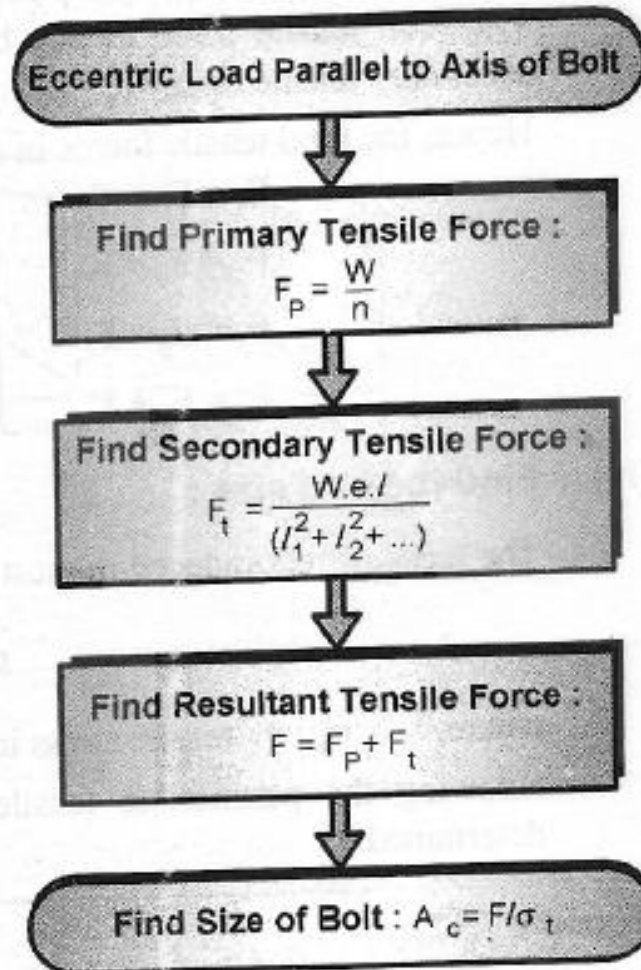 Eccentric Load Parallel to Axis of Bolt
Find Primary Tensile Force :
F_P = W/n
Find Secondary Tensile Force :
F_t = W.e.l/(l_1^2 + l_2^2 + ...)
Find Resultant Tensile Force :
F = F_P + F_t
Find Size of Bolt : A_c = F/σ_t